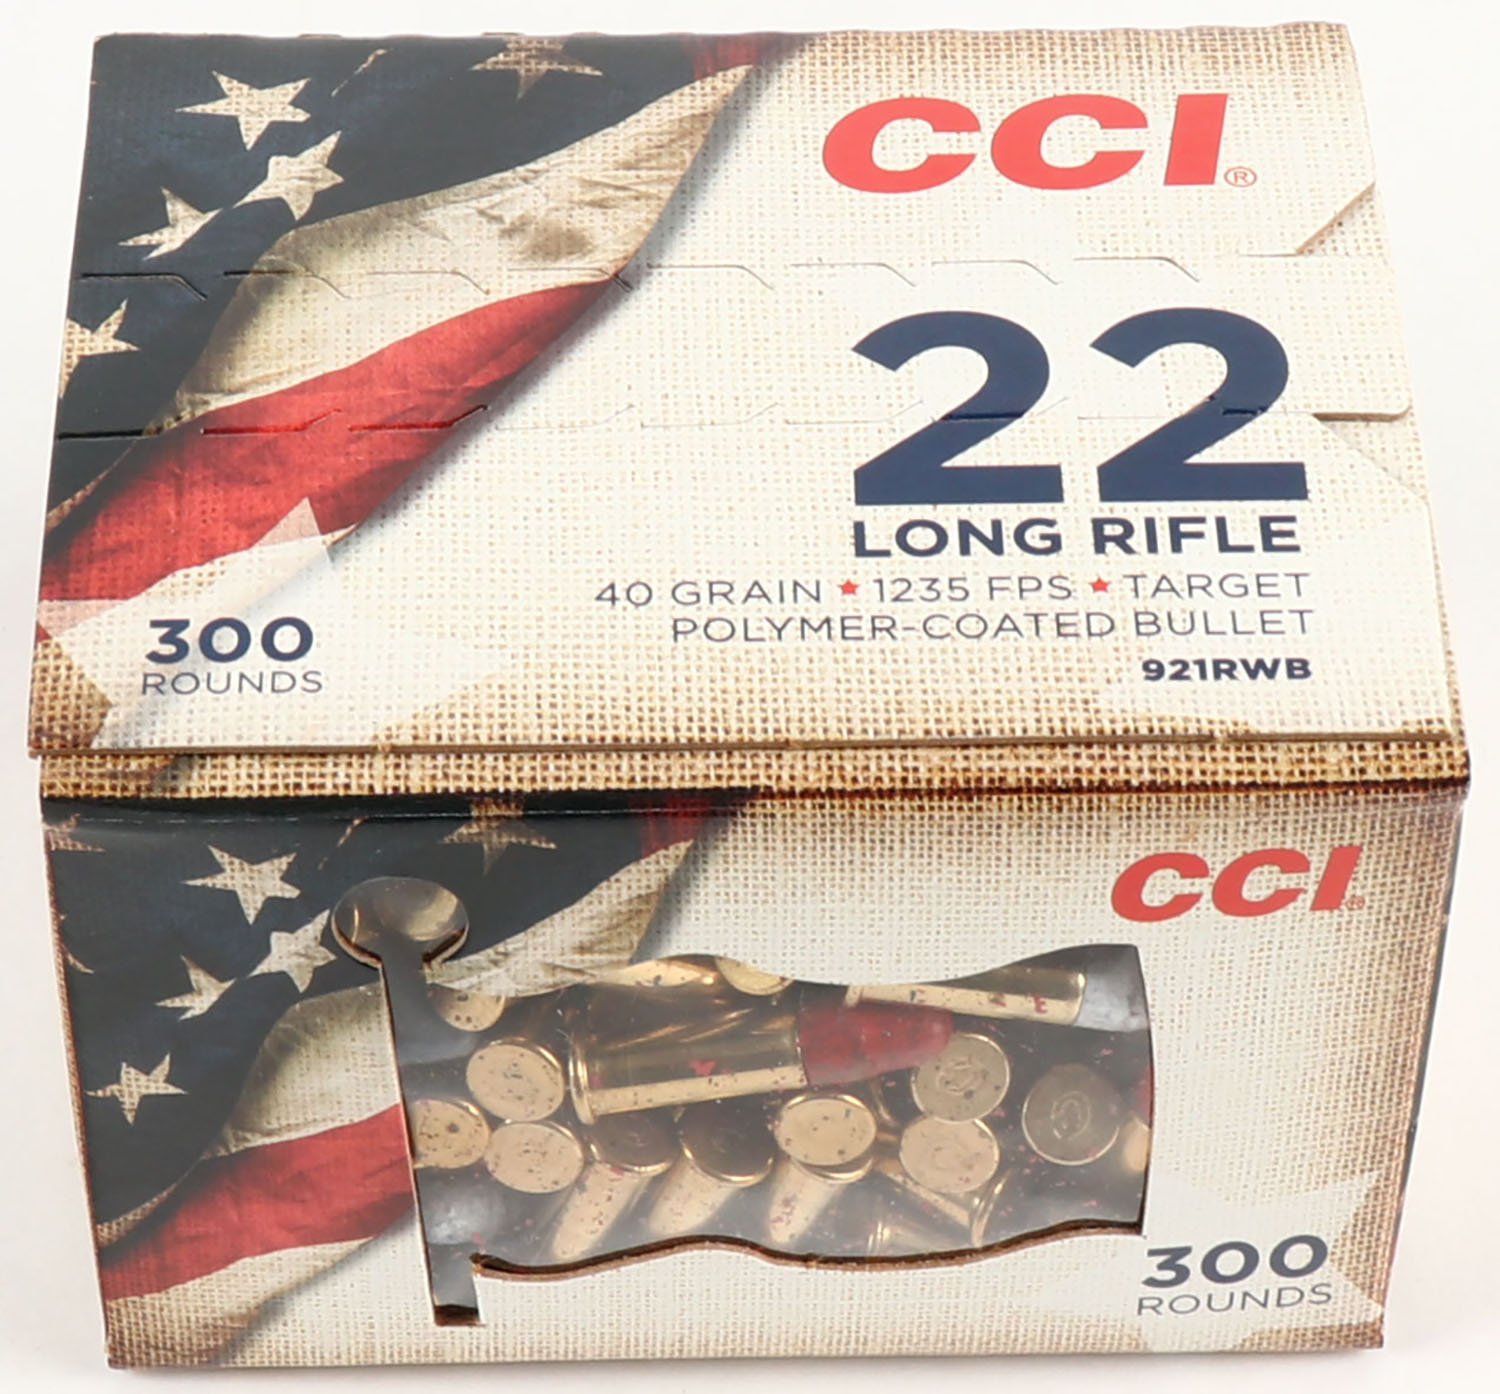 CCI®
22
LONG RIFLE
40 GRAIN ★ 1235 FPS ★ TARGET
POLYMER-COATED BULLET
921RWB
300
ROUNDS
CCI®
300
ROUNDS